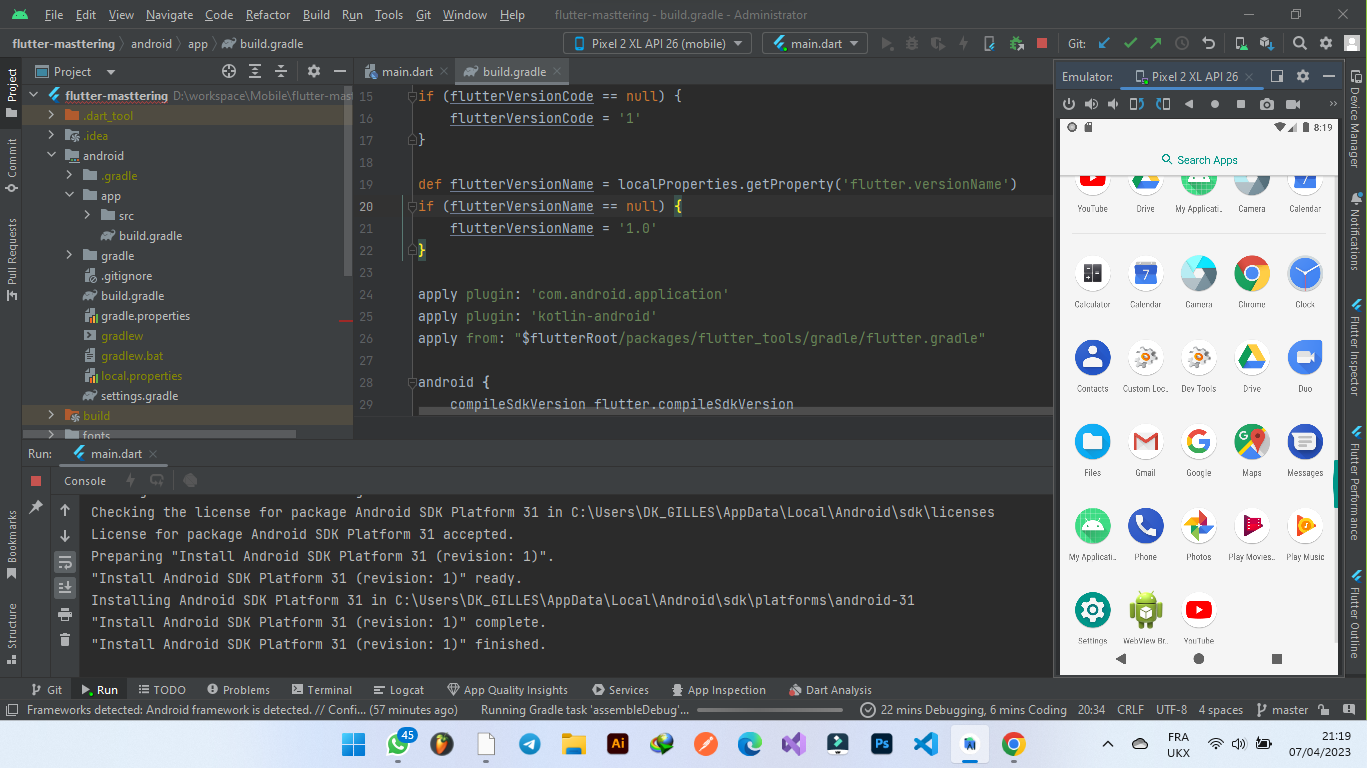 File Edit View Navigate Code Refactor Build Run Tools Git Window Help flutter-masttering - build.gradle - Administrator
flutter-masttering android app build.gradle Pixel 2 XL API 26 (mobile) main.dart Git:
Project main.dart build.gradle Emulator: Pixel 2 XL API 26
flutter-masttering D:\workspace\Mobile\flutter-mast
.dart_tool
.idea
android
.gradle
app
src
build.gradle
gradle
.gitignore
build.gradle
gradle.properties
gradlew
gradlew.bat
local.properties
settings.gradle
build
fonts
15 if (flutterVersionCode == null) {
16 flutterVersionCode = '1'
17 }
18
19 def flutterVersionName = localProperties.getProperty('flutter.versionName')
20 if (flutterVersionName == null) {
21 flutterVersionName = '1.0'
22 }
23
24 apply plugin: 'com.android.application'
25 apply plugin: 'kotlin-android'
26 apply from: "$flutterRoot/packages/flutter_tools/gradle/flutter.gradle"
27
28 android {
29 compileSdkVersion flutter.compileSdkVersion
8:19
Search Apps
YouTube Drive My Applicati.. Camera Calendar
Calculator Calendar Camera Chrome Clock
Contacts Custom Loc.. Dev Tools Drive Duo
Files Gmail Google Maps Messages
My Applicati.. Phone Photos Play Movies.. Play Music
Settings WebView Br.. YouTube
Project
Commit
Pull Requests
Bookmarks
Structure
Device Manager
Notifications
Flutter Inspector
Flutter Performance
Flutter Outline
Run: main.dart
Console
Checking the license for package Android SDK Platform 31 in C:\Users\DK_GILLES\AppData\Local\Android\sdk\licenses
License for package Android SDK Platform 31 accepted.
Preparing "Install Android SDK Platform 31 (revision: 1)".
"Install Android SDK Platform 31 (revision: 1)" ready.
Installing Android SDK Platform 31 in C:\Users\DK_GILLES\AppData\Local\Android\sdk\platforms\android-31
"Install Android SDK Platform 31 (revision: 1)" complete.
"Install Android SDK Platform 31 (revision: 1)" finished.
Git Run TODO Problems Terminal Logcat App Quality Insights Services App Inspection Dart Analysis
Frameworks detected: Android framework is detected. // Confi... (57 minutes ago) Running Gradle task 'assembleDebug'... 22 mins Debugging, 6 mins Coding 20:34 CRLF UTF-8 4 spaces master
45 Ai Ps FRA 21:19
UKX 07/04/2023